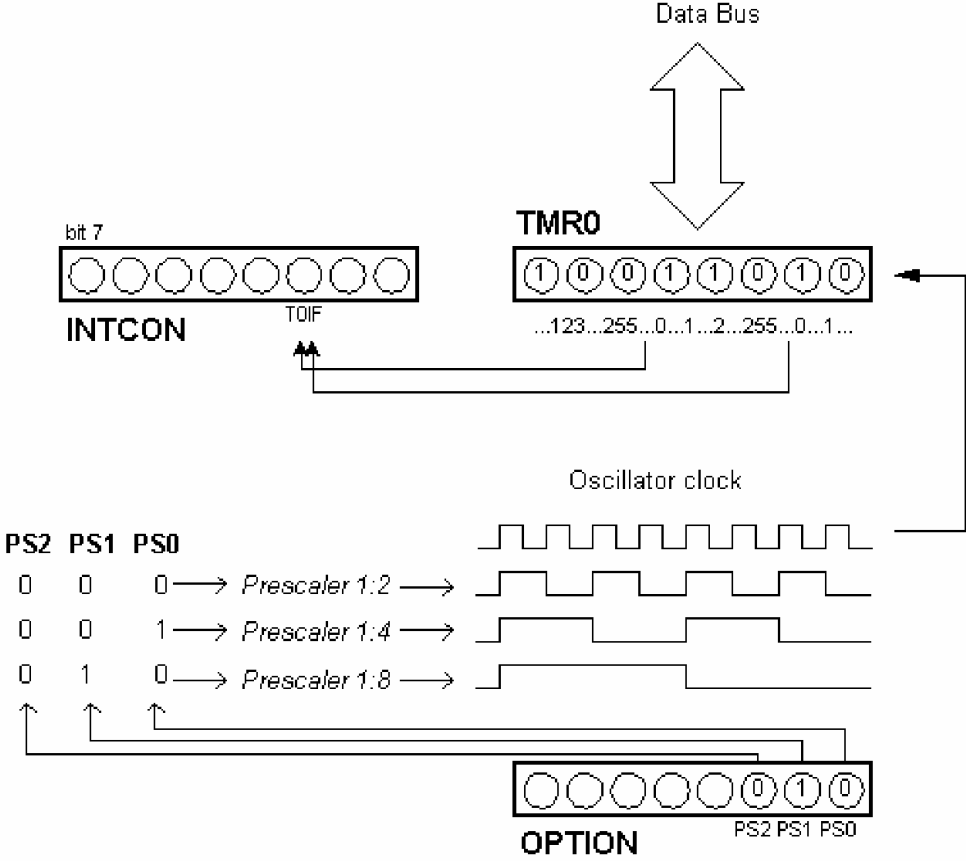 Data Bus
bit 7
TMR0
1 0 0 1 1 0 1 0
INTCON
TOIF
...123...255...0...1...2...255...0...1...
Oscillator clock
PS2 PS1 PS0
0 0 0 Prescaler 1:2
0 0 1 Prescaler 1:4
0 1 0 Prescaler 1:8
0 1 0
PS2 PS1 PS0
OPTION